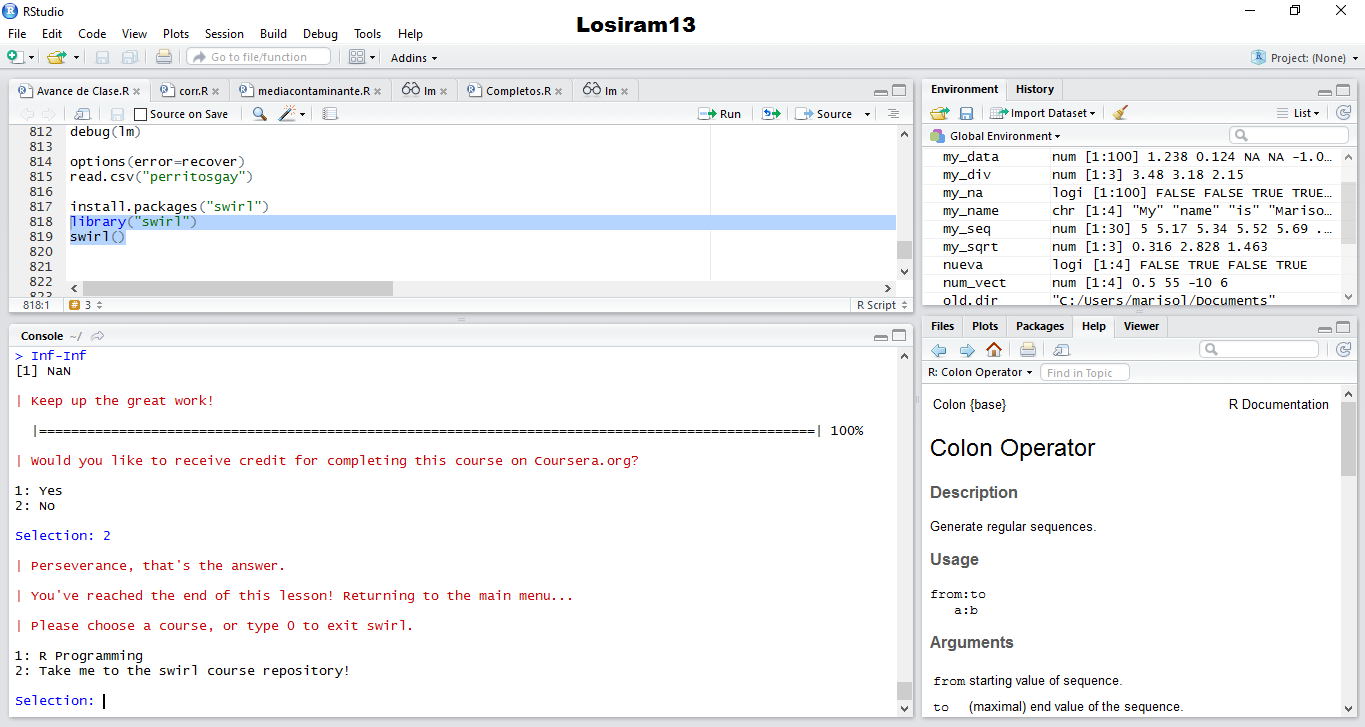 RStudio
Losiram13
File Edit Code View Plots Session Build Debug Tools Help
Go to file/function Addins Project: (None)
Avance de Clase.R corr.R mediacontaminante.R lm Completos.R lm
Source on Save Run Source
812 debug(lm)
813
814 options(error=recover)
815 read.csv("perritosgay")
816
817 install.packages("swirl")
818 library("swirl")
819 swirl()
820
821
822
823
818:1 # 3 R Script
Console ~/
> Inf-Inf
[1] NaN
| Keep up the great work!
|=================================================================================================| 100%
| Would you like to receive credit for completing this course on Coursera.org?
1: Yes
2: No
Selection: 2
| Perseverance, that's the answer.
| You've reached the end of this lesson! Returning to the main menu...
| Please choose a course, or type 0 to exit swirl.
1: R Programming
2: Take me to the swirl course repository!
Selection:
Environment History
Import Dataset List
Global Environment
my_data num [1:100] 1.238 0.124 NA NA -1.0...
my_div num [1:3] 3.48 3.18 2.15
my_na logi [1:100] FALSE FALSE TRUE TRUE...
my_name chr [1:4] "My" "name" "is" "Mariso...
my_seq num [1:30] 5 5.17 5.34 5.52 5.69 ...
my_sqrt num [1:3] 0.316 2.828 1.463
nueva logi [1:4] FALSE TRUE FALSE TRUE
num_vect num [1:4] 0.5 55 -10 6
old.dir "C:/Users/marisol/Documents"
Files Plots Packages Help Viewer
R: Colon Operator Find in Topic
Colon {base} R Documentation
Colon Operator
Description
Generate regular sequences.
Usage
from:to
a:b
Arguments
from starting value of sequence.
to (maximal) end value of the sequence.